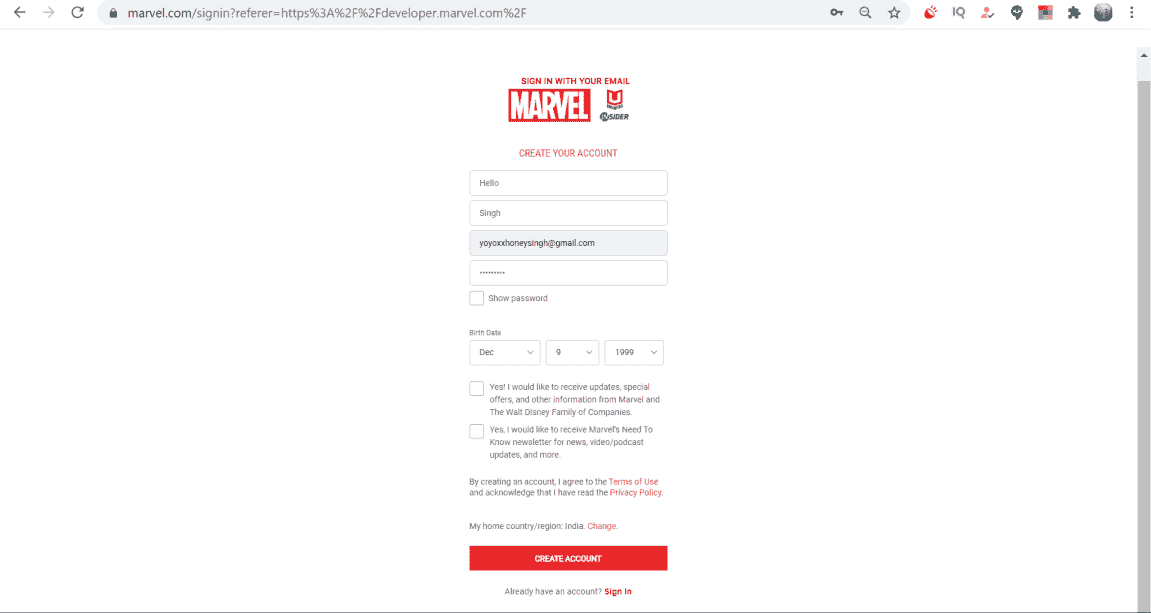 marvel.com/signin?referer=https%3A%2F%2Fdeveloper.marvel.com%2F
IQ
SIGN IN WITH YOUR EMAIL
MARVEL
U
INSIDER
CREATE YOUR ACCOUNT
Hello
Singh
yoyoxxhoneysingh@gmail.com
•••••••••
Show password
Birth Date
Dec 9 1999
Yes! I would like to receive updates, special
offers, and other information from Marvel and
The Walt Disney Family of Companies.
Yes, I would like to receive Marvel's Need To
Know newsletter for news, video/podcast
updates, and more.
By creating an account, I agree to the Terms of Use
and acknowledge that I have read the Privacy Policy.
My home country/region: India. Change.
CREATE ACCOUNT
Already have an account? Sign In